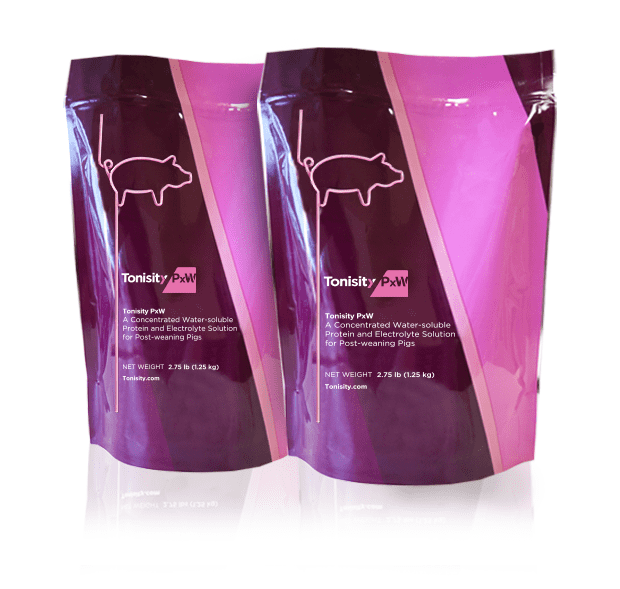 Tonisity PxW
Tonisity PxW
A Concentrated Water-soluble
Protein and Electrolyte Solution
for Post-weaning Pigs
NET WEIGHT 2.75 lb (1.25 kg)
Tonisity.com
Tonisity PxW
Tonisity PxW
A Concentrated Water-soluble
Protein and Electrolyte Solution
for Post-weaning Pigs
NET WEIGHT 2.75 lb (1.25 kg)
Tonisity.com